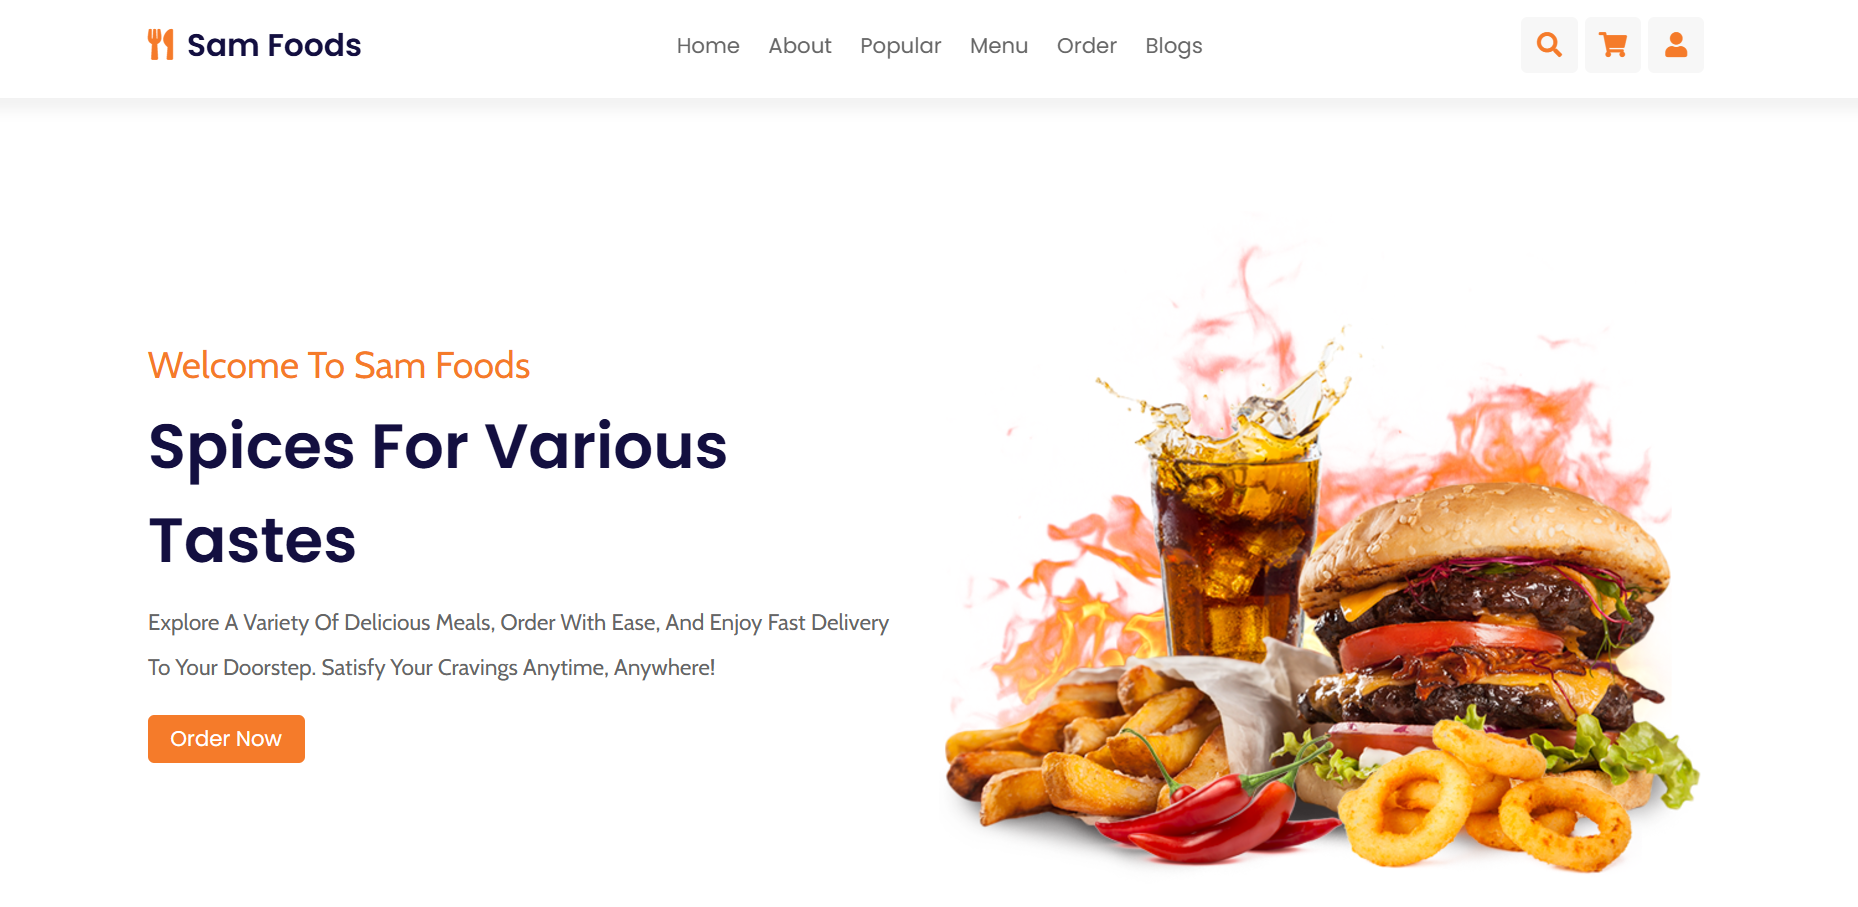 Sam Foods
Home About Popular Menu Order Blogs
Welcome To Sam Foods
Spices For Various
Tastes
Explore A Variety Of Delicious Meals, Order With Ease, And Enjoy Fast Delivery
To Your Doorstep. Satisfy Your Cravings Anytime, Anywhere!
Order Now